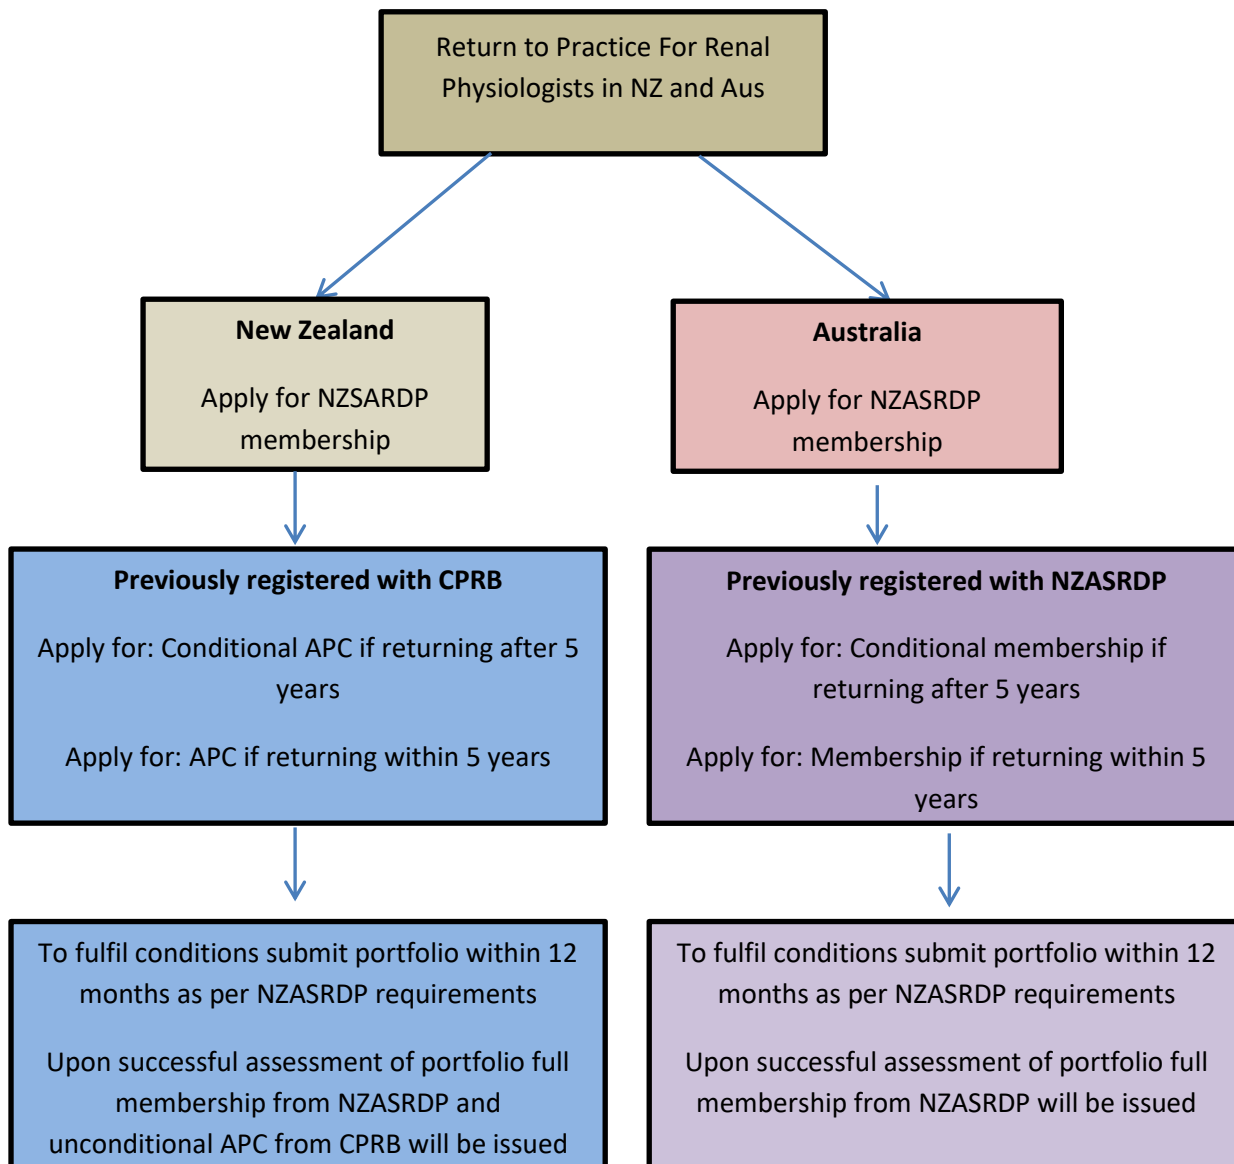 Return to Practice For Renal
Physiologists in NZ and Aus
New Zealand
Apply for NZSARDP
membership
Australia
Apply for NZASRDP
membership
Previously registered with CPRB
Apply for: Conditional APC if returning after 5
years
Apply for: APC if returning within 5 years
Previously registered with NZASRDP
Apply for: Conditional membership if
returning after 5 years
Apply for: Membership if returning within 5
years
To fulfil conditions submit portfolio within 12
months as per NZASRDP requirements
Upon successful assessment of portfolio full
membership from NZASRDP and
unconditional APC from CPRB will be issued
To fulfil conditions submit portfolio within 12
months as per NZASRDP requirements
Upon successful assessment of portfolio full
membership from NZASRDP will be issued